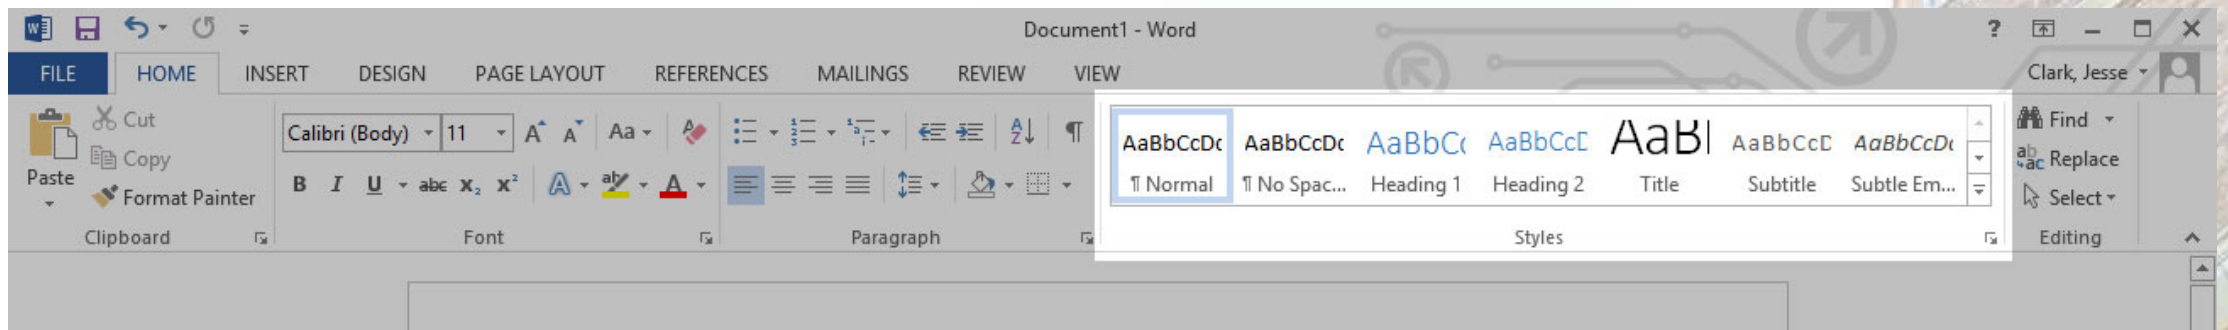 Document1 - Word
?
FILE HOME INSERT DESIGN PAGE LAYOUT REFERENCES MAILINGS REVIEW VIEW Clark, Jesse
Paste
Cut
Copy
Format Painter
Clipboard
Calibri (Body) 11 A A Aa
B I U abc X₂ X² A ab A
Font
A Z ¶
Paragraph
AaBbCcDc AaBbCcDc AaBbC AaBbCcD AaB AaBbCcD AaBbCcDc
¶ Normal ¶ No Spac... Heading 1 Heading 2 Title Subtitle Subtle Em...
Styles
Find
Replace
Select
Editing